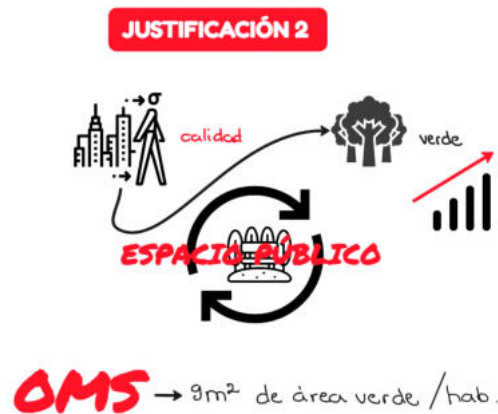 JUSTIFICACIÓN 2
calidad
verde
ESPACIO PÚBLICO
OMS → 9m² de área verde /hab.